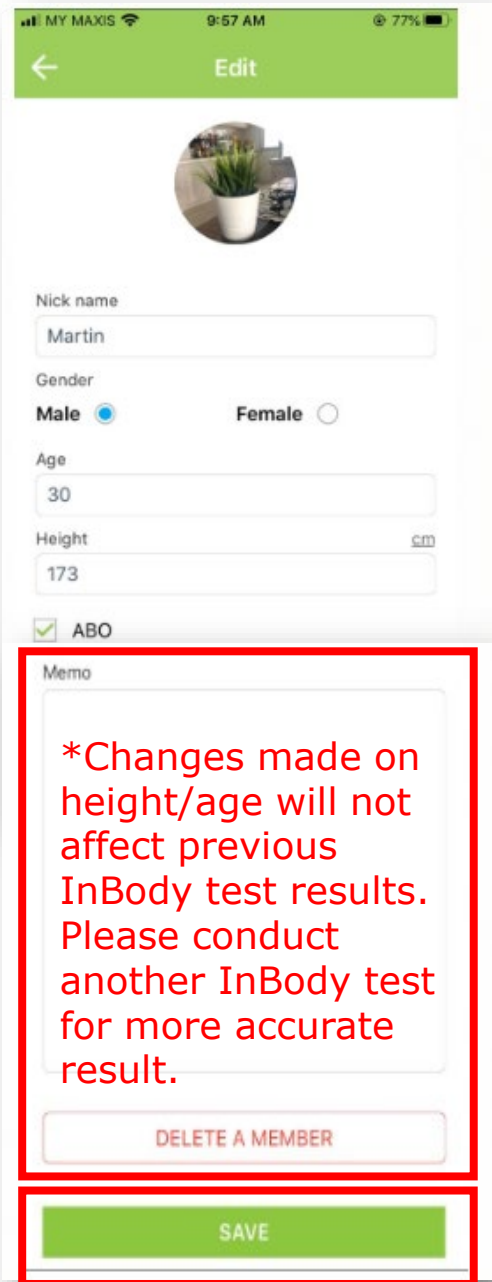 MY MAXIS 9:57 AM 77%
Edit
Nick name
Martin
Gender
Male Female
Age
30
Height cm
173
ABO
Memo
*Changes made on
height/age will not
affect previous
InBody test results.
Please conduct
another InBody test
for more accurate
result.
DELETE A MEMBER
SAVE